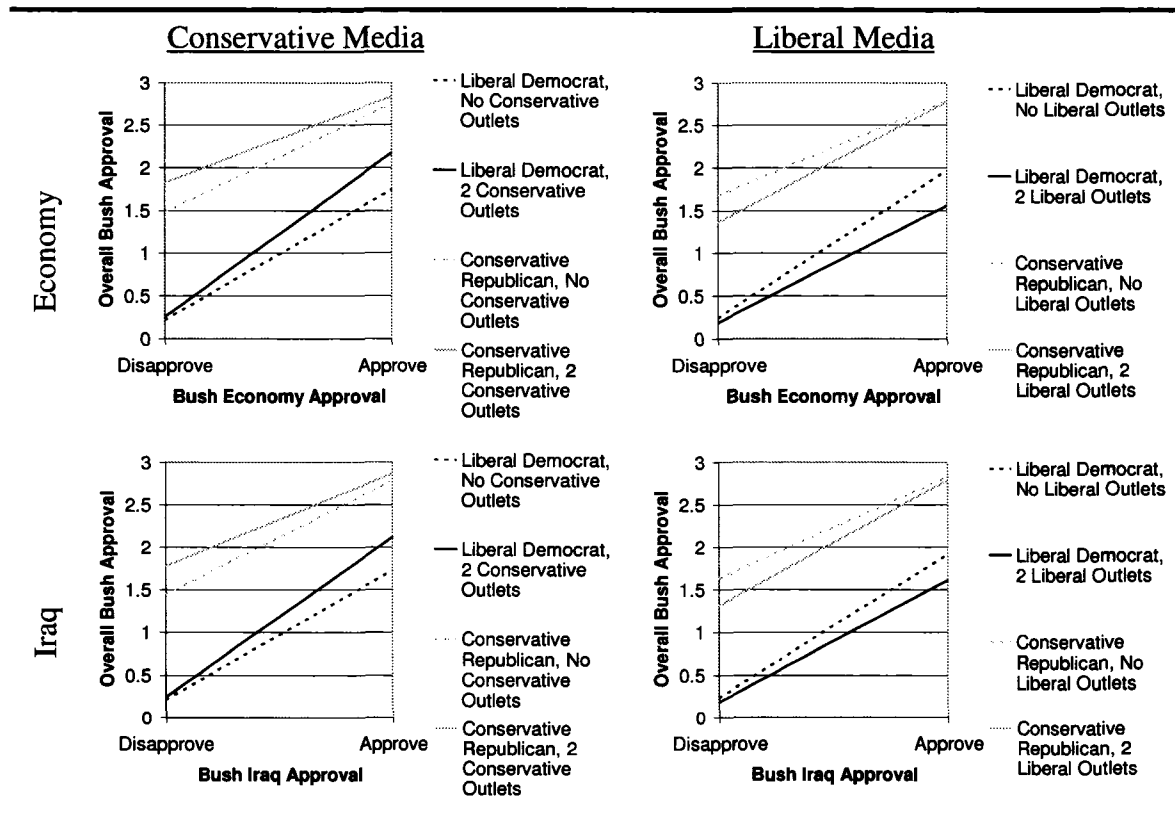 Conservative Media
Liberal Media
Economy
Overall Bush Approval
3
2.5
2
1.5
1
0.5
0
Disapprove
Approve
Bush Economy Approval
Liberal Democrat,
No Conservative
Outlets
Liberal Democrat,
2 Conservative
Outlets
Conservative
Republican, No
Conservative
Outlets
Conservative
Republican, 2
Conservative
Outlets
Overall Bush Approval
3
2.5
2
1.5
1
0.5
0
Disapprove
Approve
Bush Economy Approval
Liberal Democrat,
No Liberal Outlets
Liberal Democrat,
2 Liberal Outlets
Conservative
Republican, No
Liberal Outlets
Conservative
Republican, 2
Liberal Outlets
Iraq
Overall Bush Approval
3
2.5
2
1.5
1
0.5
0
Disapprove
Approve
Bush Iraq Approval
Liberal Democrat,
No Conservative
Outlets
Liberal Democrat,
2 Conservative
Outlets
Conservative
Republican, No
Conservative
Outlets
Conservative
Republican, 2
Conservative
Outlets
Overall Bush Approval
3
2.5
2
1.5
1
0.5
0
Disapprove
Approve
Bush Iraq Approval
Liberal Democrat,
No Liberal Outlets
Liberal Democrat,
2 Liberal Outlets
Conservative
Republican, No
Liberal Outlets
Conservative
Republican, 2
Liberal Outlets